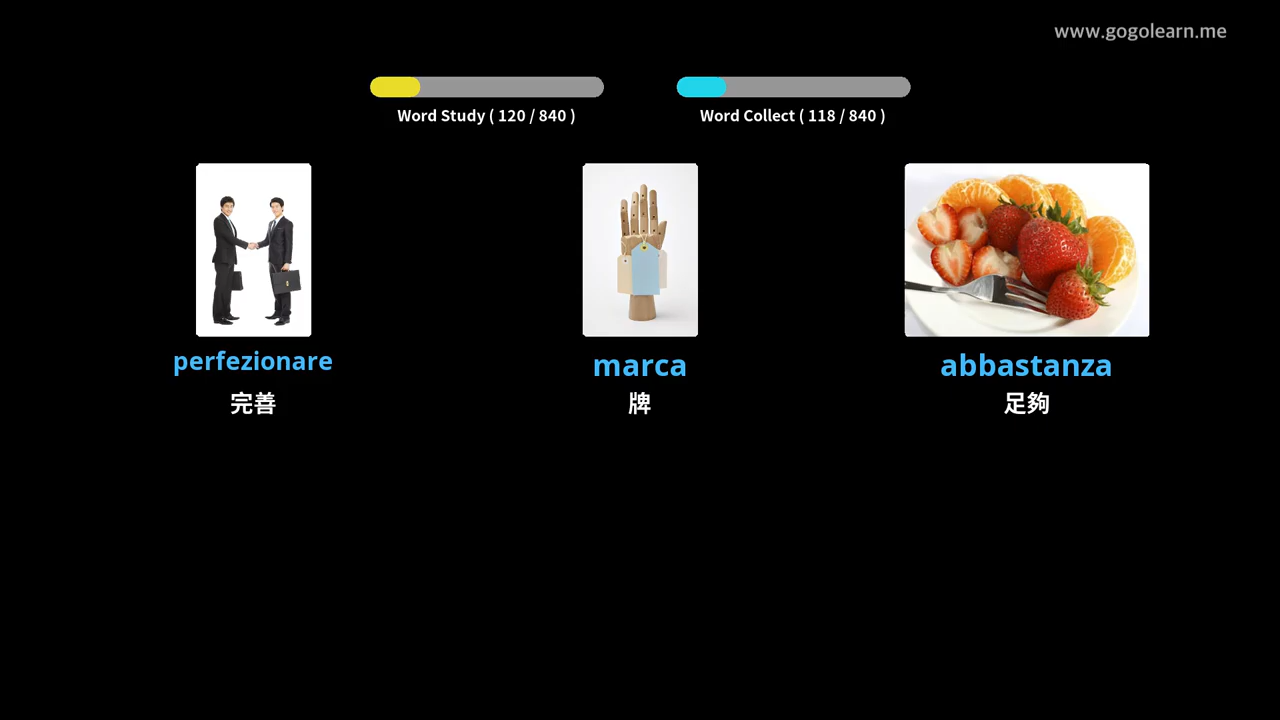 www.gogolearn.me
Word Study ( 120 / 840 )
Word Collect ( 118 / 840 )
perfezionare
完善
marca
牌
abbastanza
足夠